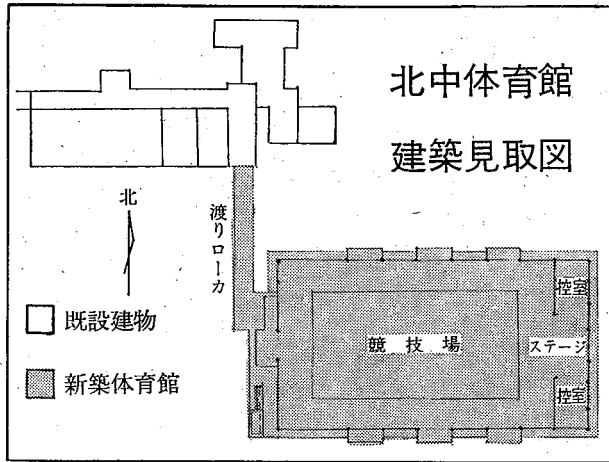 北中体育館
建築見取図
北
渡りローカ
既設建物
新築体育館
控室
競技場
ステージ
控室